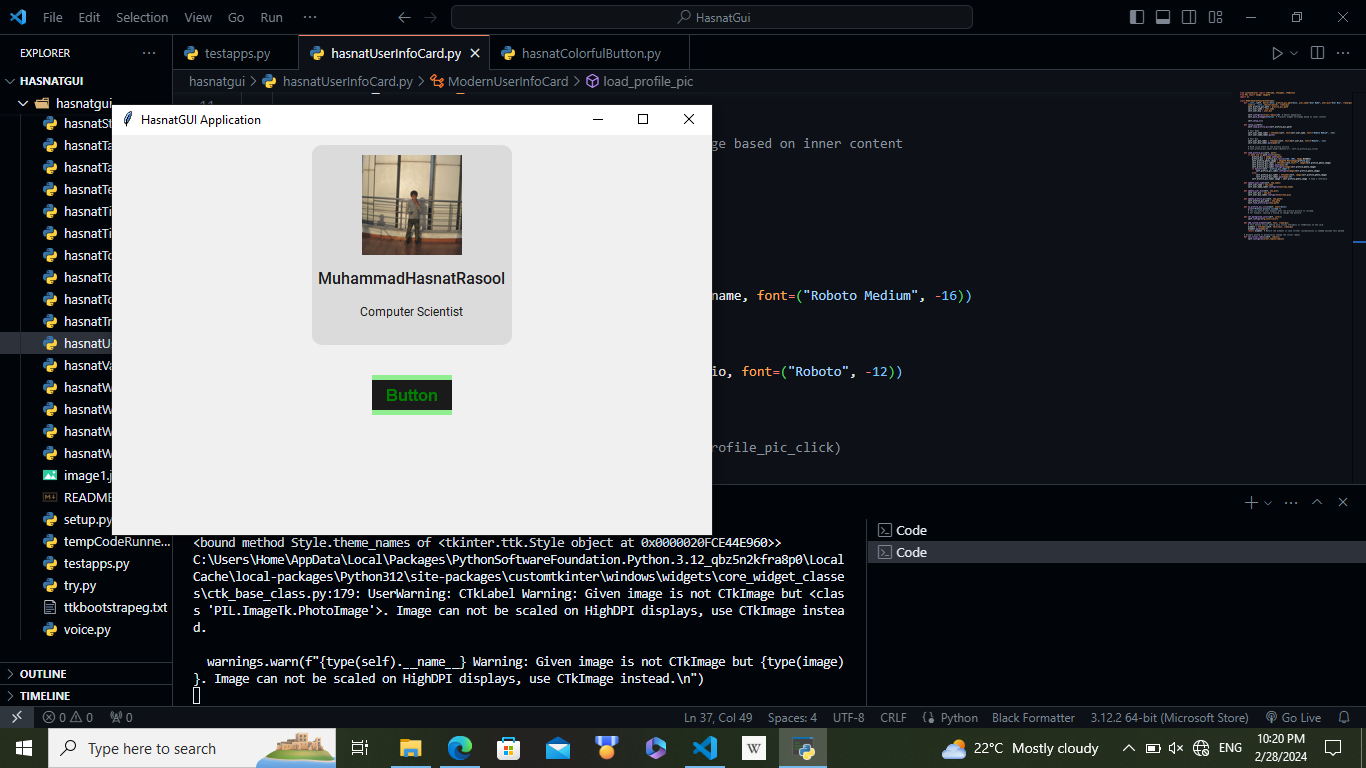 File Edit Selection View Go Run ··· HasnatGui
EXPLORER ···
testapps.py hasnatUserInfoCard.py hasnatColorfulButton.py
HASNATGUI
hasnatgui > hasnatUserInfoCard.py > ModernUserInfoCard > load_profile_pic
hasnatgui
hasnatSt
hasnatTa
hasnatTa
hasnatTe
hasnatTi
hasnatTi
hasnatTo
hasnatTo
hasnatTo
hasnatTr
hasnatU
hasnatVa
hasnatW
hasnatW
hasnatW
hasnatW
image1.j
README
setup.py
tempCodeRunne...
testapps.py
try.py
ttkbootstrapeg.txt
voice.py
OUTLINE
TIMELINE
HasnatGUI Application
MuhammadHasnatRasool
Computer Scientist
Button
ge based on inner content
name, font=("Roboto Medium", -16))
io, font=("Roboto", -12))
rofile_pic_click)
<bound method Style.theme_names of <tkinter.ttk.Style object at 0x0000020FCE44E960>>
C:\Users\Home\AppData\Local\Packages\PythonSoftwareFoundation.Python.3.12_qbz5n2kfra8p0\Local
Cache\local-packages\Python312\site-packages\customtkinter\windows\widgets\core_widget_classe
s\ctk_base_class.py:179: UserWarning: CTkLabel Warning: Given image is not CTkImage but <clas
s 'PIL.ImageTk.PhotoImage'>. Image can not be scaled on HighDPI displays, use CTkImage instea
d.
warnings.warn(f"{type(self).__name__} Warning: Given image is not CTkImage but {type(image)
}. Image can not be scaled on HighDPI displays, use CTkImage instead.\n")
Code
Code
0 0 0 Ln 37, Col 49 Spaces: 4 UTF-8 CRLF Python Black Formatter 3.12.2 64-bit (Microsoft Store) Go Live
Type here to search
W
22°C Mostly cloudy
ENG
10:20 PM
2/28/2024